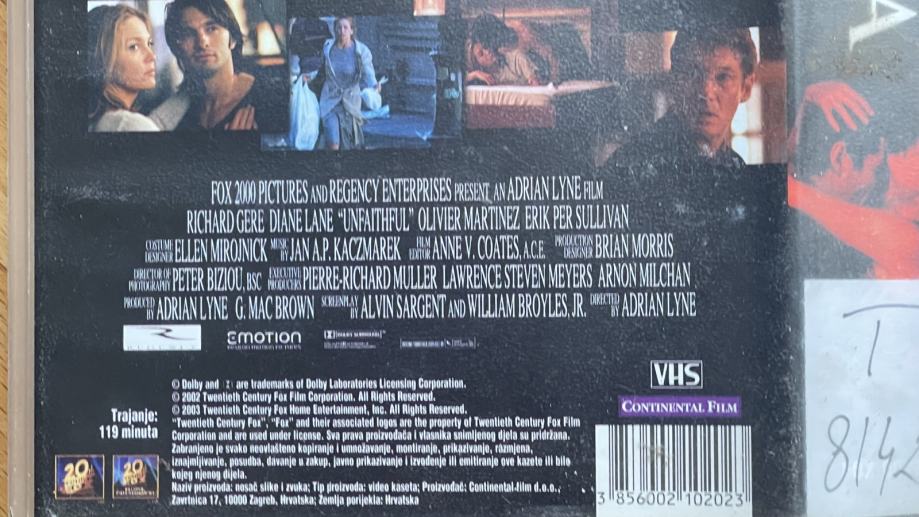 FOX 2000 PICTURES AND REGENCY ENTERPRISES PRESENT AN ADRIAN LYNE FILM
RICHARD GERE DIANE LANE "UNFAITHFUL" OLIVIER MARTINEZ ERIK PER SULLIVAN
COSTUME DESIGNER ELLEN MIROJNICK MUSIC BY JAN A.P. KACZMAREK FILM EDITOR ANNE V. COATES, A.C.E. PRODUCTION DESIGNER BRIAN MORRIS
DIRECTOR OF PHOTOGRAPHY PETER BIZIOU, BSC EXECUTIVE PRODUCERS PIERRE-RICHARD MULLER LAWRENCE STEVEN MEYERS ARNON MILCHAN
PRODUCED BY ADRIAN LYNE G. MAC BROWN SCREENPLAY BY ALVIN SARGENT AND WILLIAM BROYLES, JR. DIRECTED BY ADRIAN LYNE
EMOTION
DOLBY SURROUND
VHS
CONTINENTAL FILM
Trajanje:
119 minuta
© Dolby and are trademarks of Dolby Laboratories Licensing Corporation.
© 2002 Twentieth Century Fox Film Corporation. All Rights Reserved.
© 2003 Twentieth Century Fox Home Entertainment, Inc. All Rights Reserved.
"Twentieth Century Fox", "Fox" and their associated logos are the property of Twentieth Century Fox Film
Corporation and are used under license. Sva prava proizvođača i vlasnika snimljenog djela su pridržana.
Zabranjeno je svako neovlašteno kopiranje i umnožavanje, montiranje, prikazivanje, razmjena,
iznajmljivanje, posudba, davanje u zakup, javno prikazivanje i izvođenje ili emitiranje ove kazete ili bilo
kojeg njenog dijela.
Naziv proizvoda: nosač slike i zvuka; Tip proizvoda: video kaseta; Proizvođač: Continental-film d.o.o.,
Zavrtnica 17, 10000 Zagreb, Hrvatska; Zemlja porijekla: Hrvatska
3 856002 102023
T